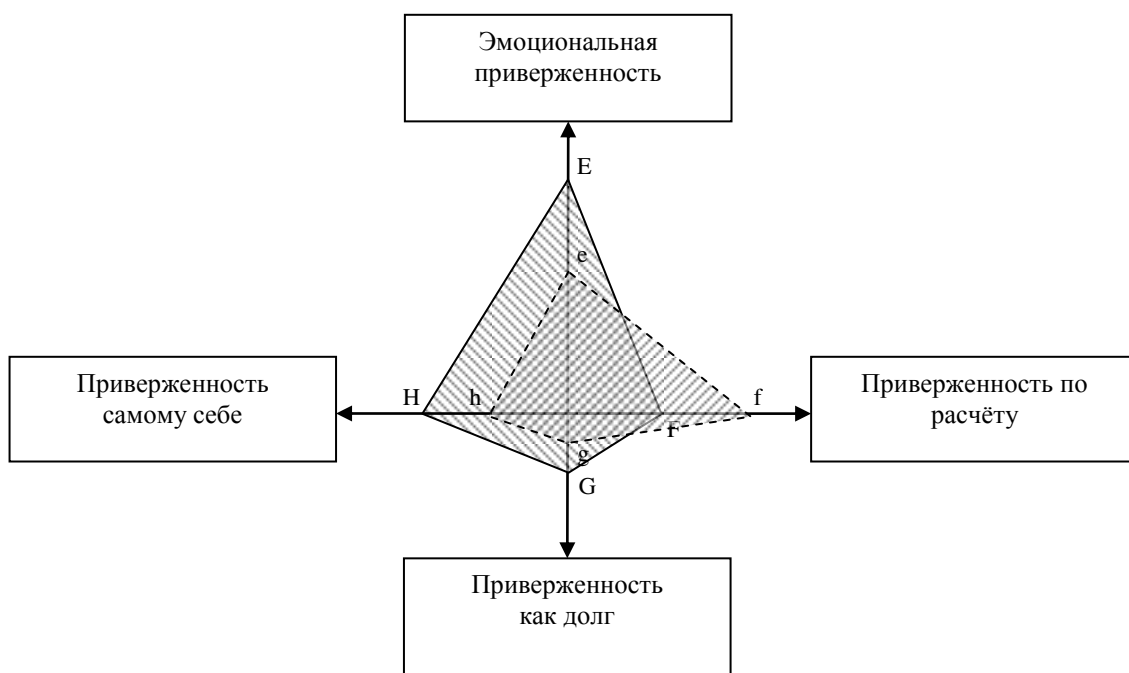 Эмоциональная
приверженность
E
e
Приверженность
самому себе
H
h
f
F
Приверженность по
расчёту
g
G
Приверженность
как долг